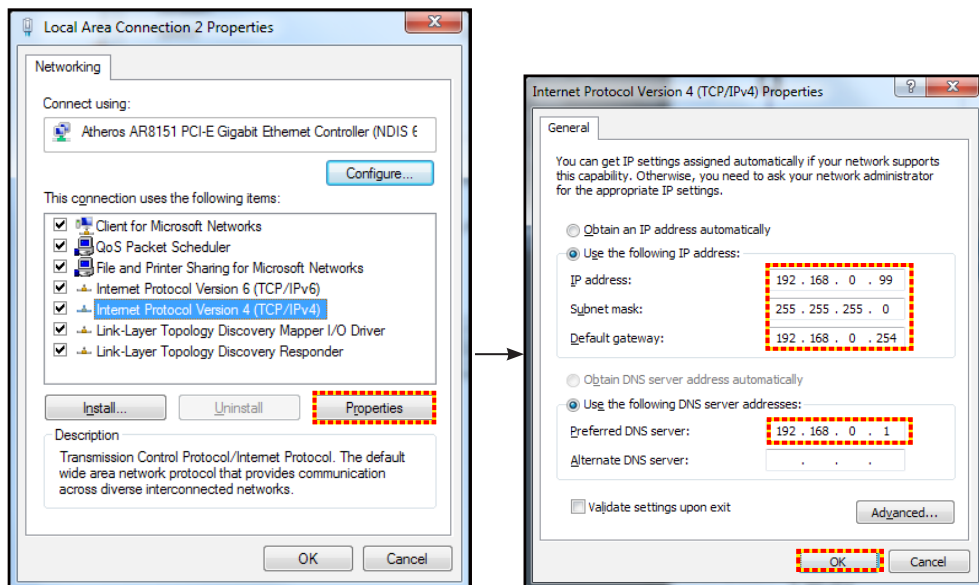 Local Area Connection 2 Properties
Networking
Connect using:
Atheros AR8151 PCI-E Gigabit Ethernet Controller (NDIS 6
Configure...
This connection uses the following items:
Client for Microsoft Networks
QoS Packet Scheduler
File and Printer Sharing for Microsoft Networks
Internet Protocol Version 6 (TCP/IPv6)
Internet Protocol Version 4 (TCP/IPv4)
Link-Layer Topology Discovery Mapper I/O Driver
Link-Layer Topology Discovery Responder
Install...
Uninstall
Properties
Description
Transmission Control Protocol/Internet Protocol. The default
wide area network protocol that provides communication
across diverse interconnected networks.
OK
Cancel
Internet Protocol Version 4 (TCP/IPv4) Properties
General
You can get IP settings assigned automatically if your network supports
this capability. Otherwise, you need to ask your network administrator
for the appropriate IP settings.
Obtain an IP address automatically
Use the following IP address:
IP address: 192 . 168 . 0 . 99
Subnet mask: 255 . 255 . 255 . 0
Default gateway: 192 . 168 . 0 . 254
Obtain DNS server address automatically
Use the following DNS server addresses:
Preferred DNS server: 192 . 168 . 0 . 1
Alternate DNS server: . . .
Validate settings upon exit
Advanced...
OK
Cancel